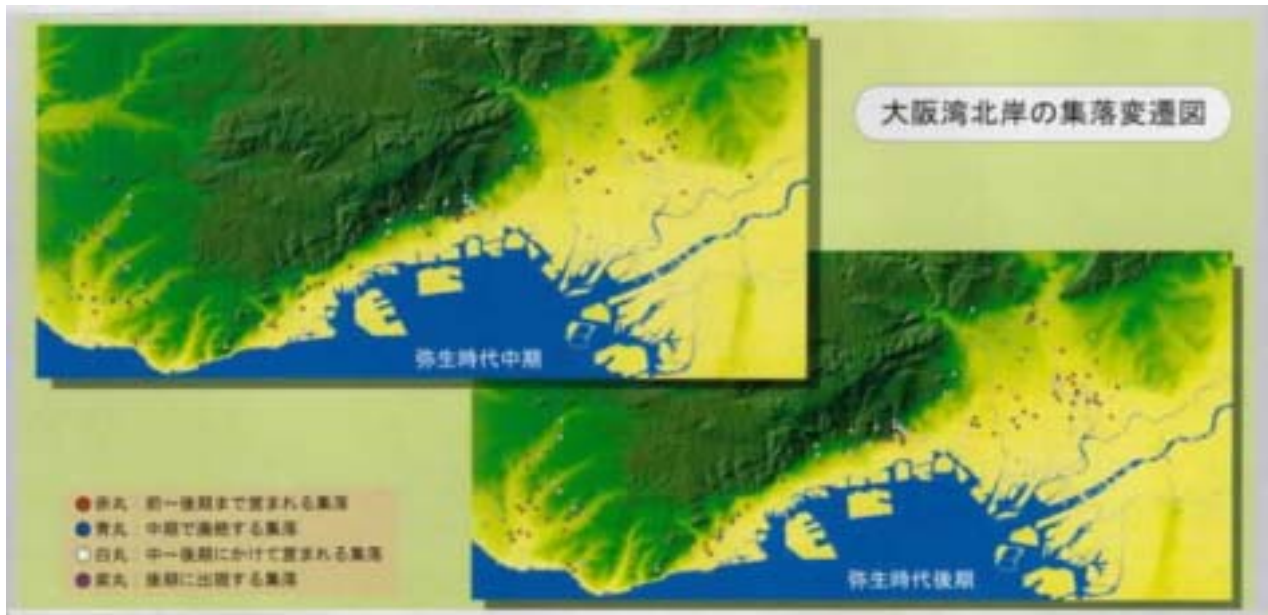 大阪湾北岸の集落変遷図
弥生時代中期
弥生時代後期
赤丸 前~後期まで営まれる集落
青丸 中期で廃絶する集落
白丸 中~後期にかけて営まれる集落
紫丸 後期に出現する集落